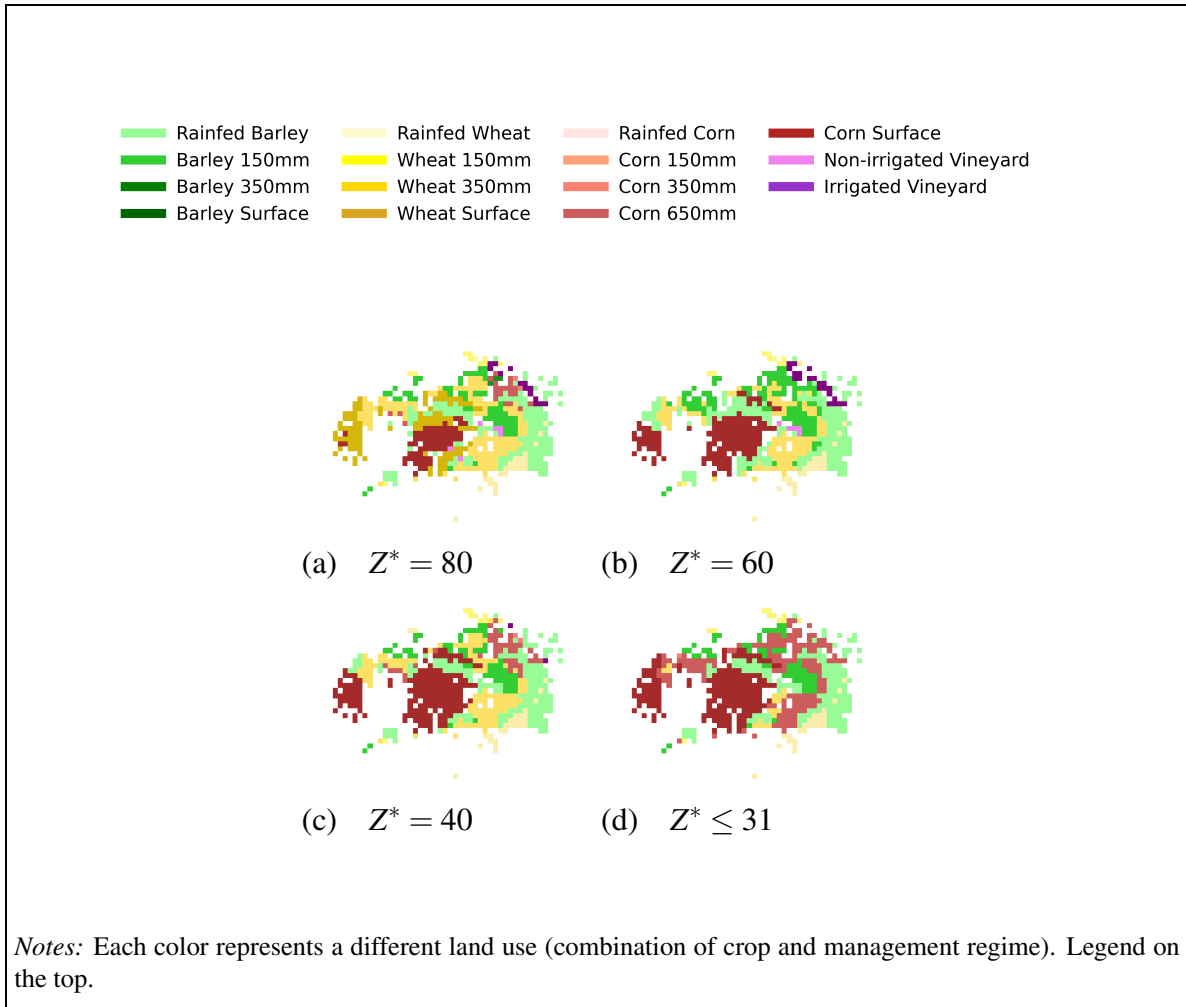 Rainfed Barley Rainfed Wheat Rainfed Corn Corn Surface
Barley 150mm Wheat 150mm Corn 150mm Non-irrigated Vineyard
Barley 350mm Wheat 350mm Corn 350mm Irrigated Vineyard
Barley Surface Wheat Surface Corn 650mm
(a) Z* = 80 (b) Z* = 60
(c) Z* = 40 (d) Z* ≤ 31
Notes: Each color represents a different land use (combination of crop and management regime). Legend on
the top.